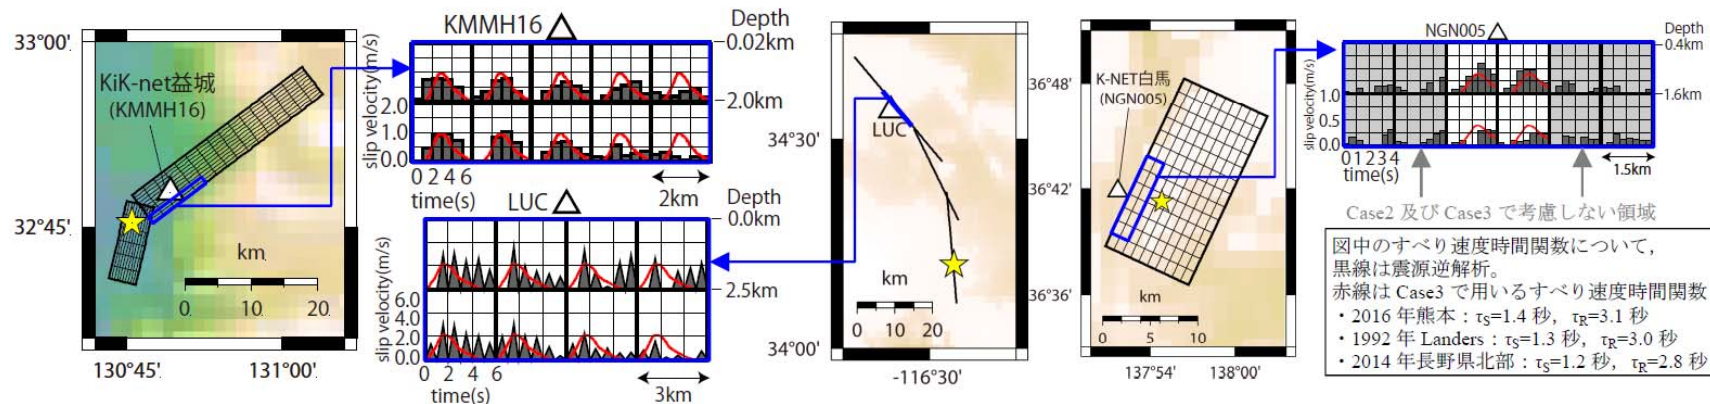 33°00'
32°45'
130°45'
131°00'
KiK-net益城
(KMMH16)
km
0 10 20
KMMH16
Depth
0.02km
2.0km
slip velocity(m/s)
2.0
1.0
0.0
0 2 4 6
time(s)
2km
LUC
Depth
0.0km
2.5km
slip velocity(m/s)
6.0
4.0
2.0
0.0
0 2 4 6
time(s)
3km
34°30'
34°00'
-116°30'
LUC
km
0 10 20
36°48'
36°42'
36°36'
137°54'
138°00'
K-NET白馬
(NGN005)
km
0 5 10
NGN005
Depth
0.4km
1.6km
slip velocity(m/s)
1.0
0.5
0.0
0 1 2 3 4
time(s)
1.5km
Case2 及び Case3 で考慮しない領域
図中のすべり速度時間関数について,
黒線は震源逆解析。
赤線は Case3 で用いるすべり速度時間関数
・2016 年熊本：τS=1.4 秒, τR=3.1 秒
・1992 年 Landers：τS=1.3 秒, τR=3.0 秒
・2014 年長野県北部：τS=1.2 秒, τR=2.8 秒